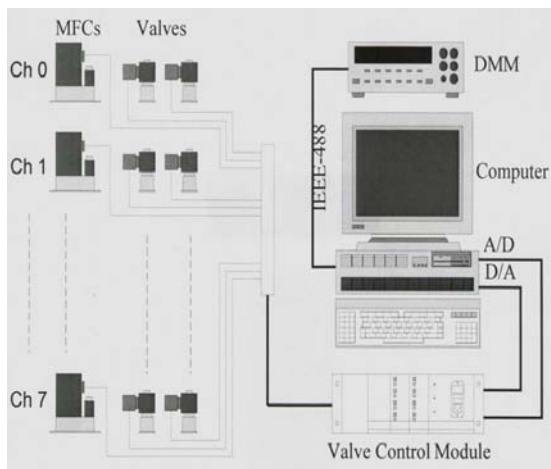 MFCs Valves
Ch 0
DMM
Ch 1
IEEE-488
Computer
A/D
D/A
Ch 7
Valve Control Module